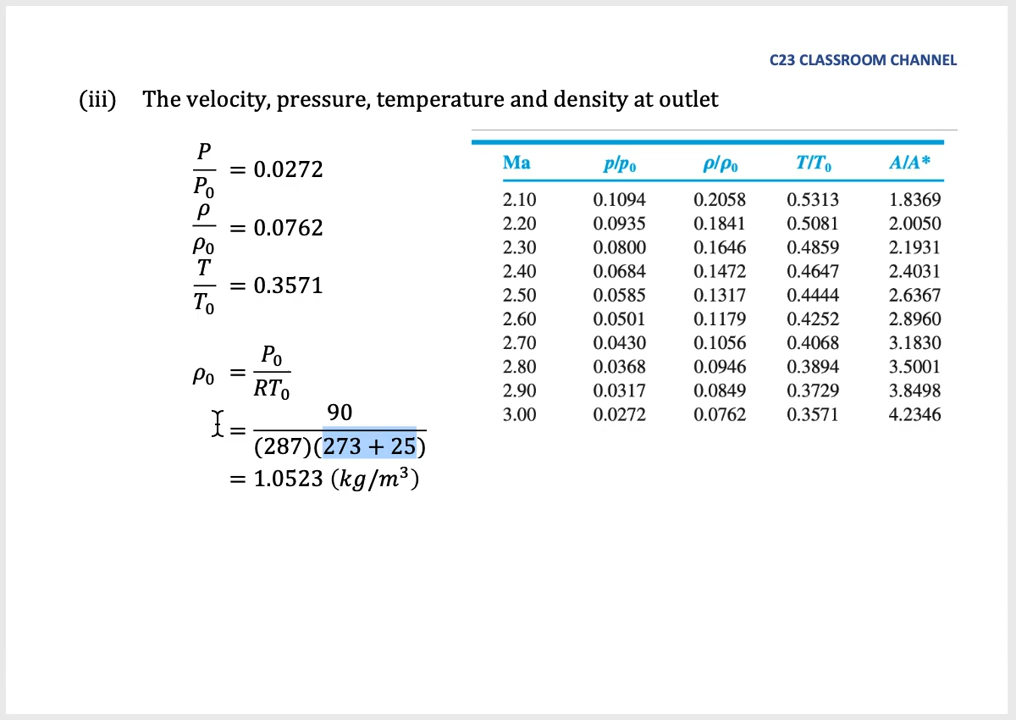 C23 CLASSROOM CHANNEL
(iii) The velocity, pressure, temperature and density at outlet
P/P₀ = 0.0272
ρ/ρ₀ = 0.0762
T/T₀ = 0.3571
ρ₀ = P₀/RT₀
= 90/(287)(273 + 25)
= 1.0523 (kg/m³)
Ma p/p₀ ρ/ρ₀ T/T₀ A/A*
2.10 0.1094 0.2058 0.5313 1.8369
2.20 0.0935 0.1841 0.5081 2.0050
2.30 0.0800 0.1646 0.4859 2.1931
2.40 0.0684 0.1472 0.4647 2.4031
2.50 0.0585 0.1317 0.4444 2.6367
2.60 0.0501 0.1179 0.4252 2.8960
2.70 0.0430 0.1056 0.4068 3.1830
2.80 0.0368 0.0946 0.3894 3.5001
2.90 0.0317 0.0849 0.3729 3.8498
3.00 0.0272 0.0762 0.3571 4.2346